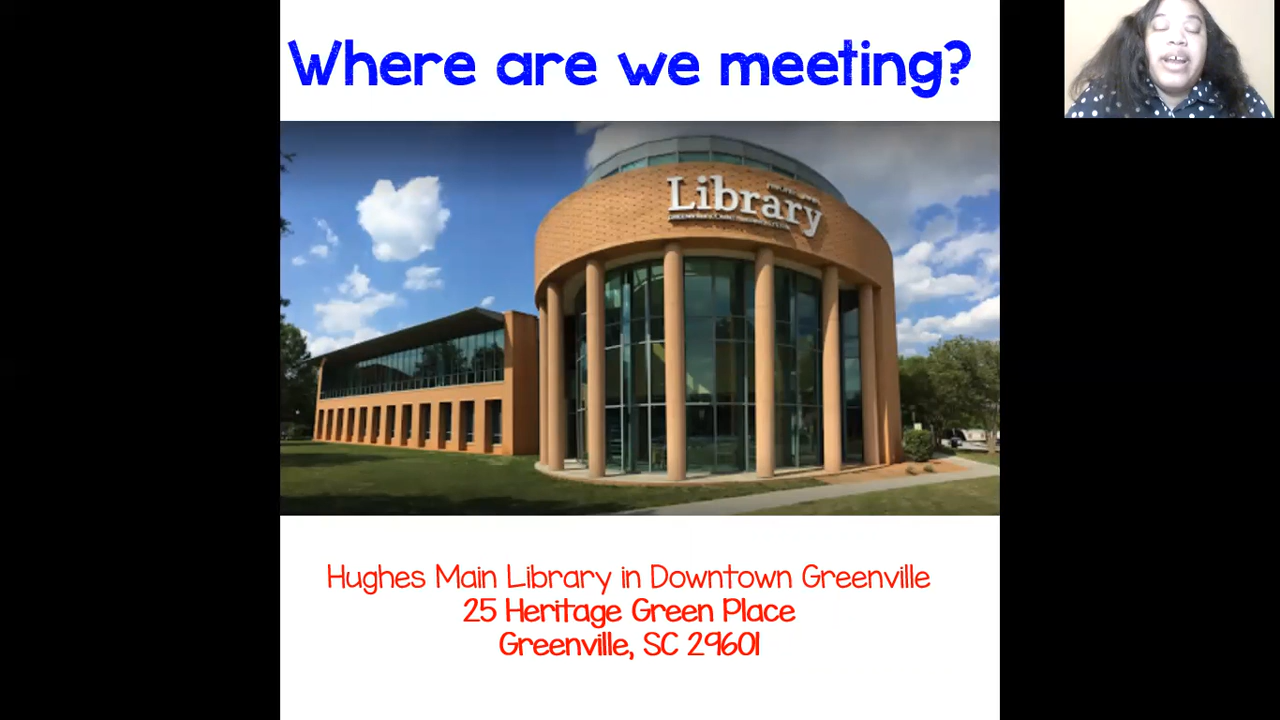 Where are we meeting?
Library
Hughes Main Library in Downtown Greenville
25 Heritage Green Place
Greenville, SC 29601